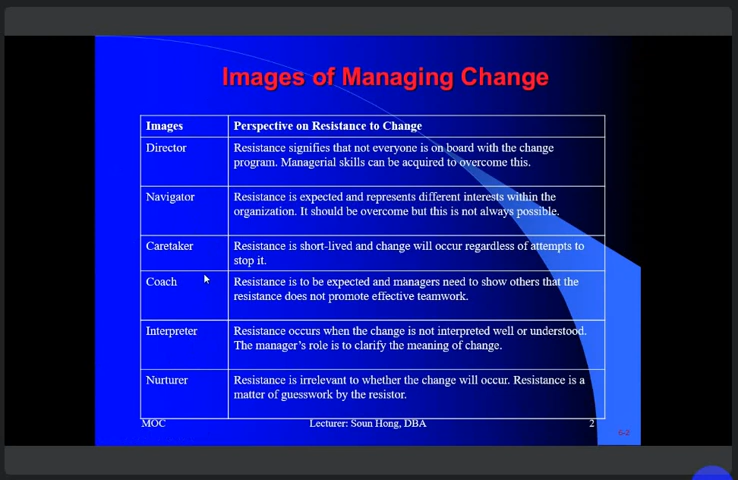 Images of Managing Change
Images Perspective on Resistance to Change
Director Resistance signifies that not everyone is on board with the change
program. Managerial skills can be acquired to overcome this.
Navigator Resistance is expected and represents different interests within the
organization. It should be overcome but this is not always possible.
Caretaker Resistance is short-lived and change will occur regardless of attempts to
stop it.
Coach Resistance is to be expected and managers need to show others that the
resistance does not promote effective teamwork.
Interpreter Resistance occurs when the change is not interpreted well or understood.
The manager's role is to clarify the meaning of change.
Nurturer Resistance is irrelevant to whether the change will occur. Resistance is a
matter of guesswork by the resistor.
MOC Lecturer: Soun Hong, DBA 2
6-2